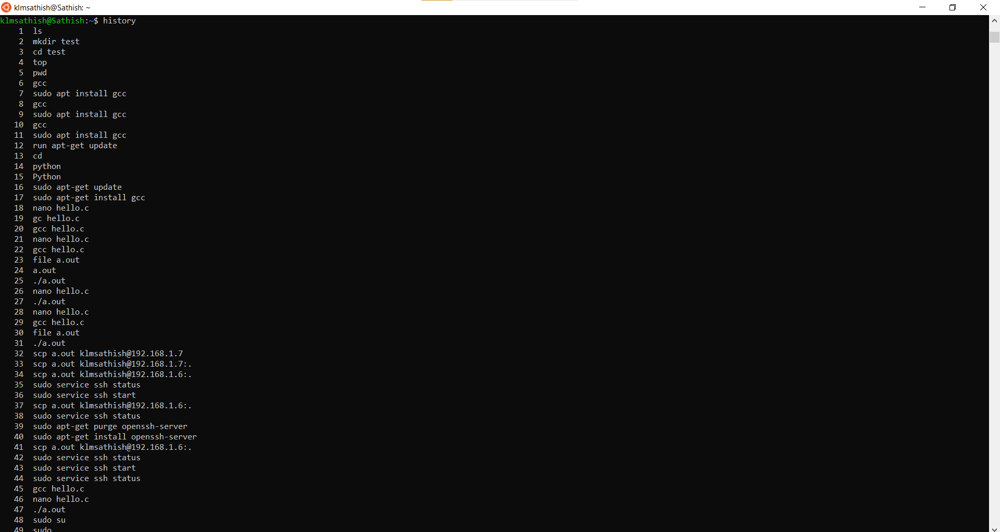 klmsathish@Sathish: ~
klmsathish@Sathish:~$ history
1 ls
2 mkdir test
3 cd test
4 top
5 pwd
6 gcc
7 sudo apt install gcc
8 gcc
9 sudo apt install gcc
10 gcc
11 sudo apt install gcc
12 run apt-get update
13 cd
14 python
15 Python
16 sudo apt-get update
17 sudo apt-get install gcc
18 nano hello.c
19 gc hello.c
20 gcc hello.c
21 nano hello.c
22 gcc hello.c
23 file a.out
24 a.out
25 ./a.out
26 nano hello.c
27 ./a.out
28 nano hello.c
29 gcc hello.c
30 file a.out
31 ./a.out
32 scp a.out klmsathish@192.168.1.7
33 scp a.out klmsathish@192.168.1.7:.
34 scp a.out klmsathish@192.168.1.6:.
35 sudo service ssh status
36 sudo service ssh start
37 scp a.out klmsathish@192.168.1.6:.
38 sudo service ssh status
39 sudo apt-get purge openssh-server
40 sudo apt-get install openssh-server
41 scp a.out klmsathish@192.168.1.6:.
42 sudo service ssh status
43 sudo service ssh start
44 sudo service ssh status
45 gcc hello.c
46 nano hello.c
47 ./a.out
48 sudo su
49 sudo